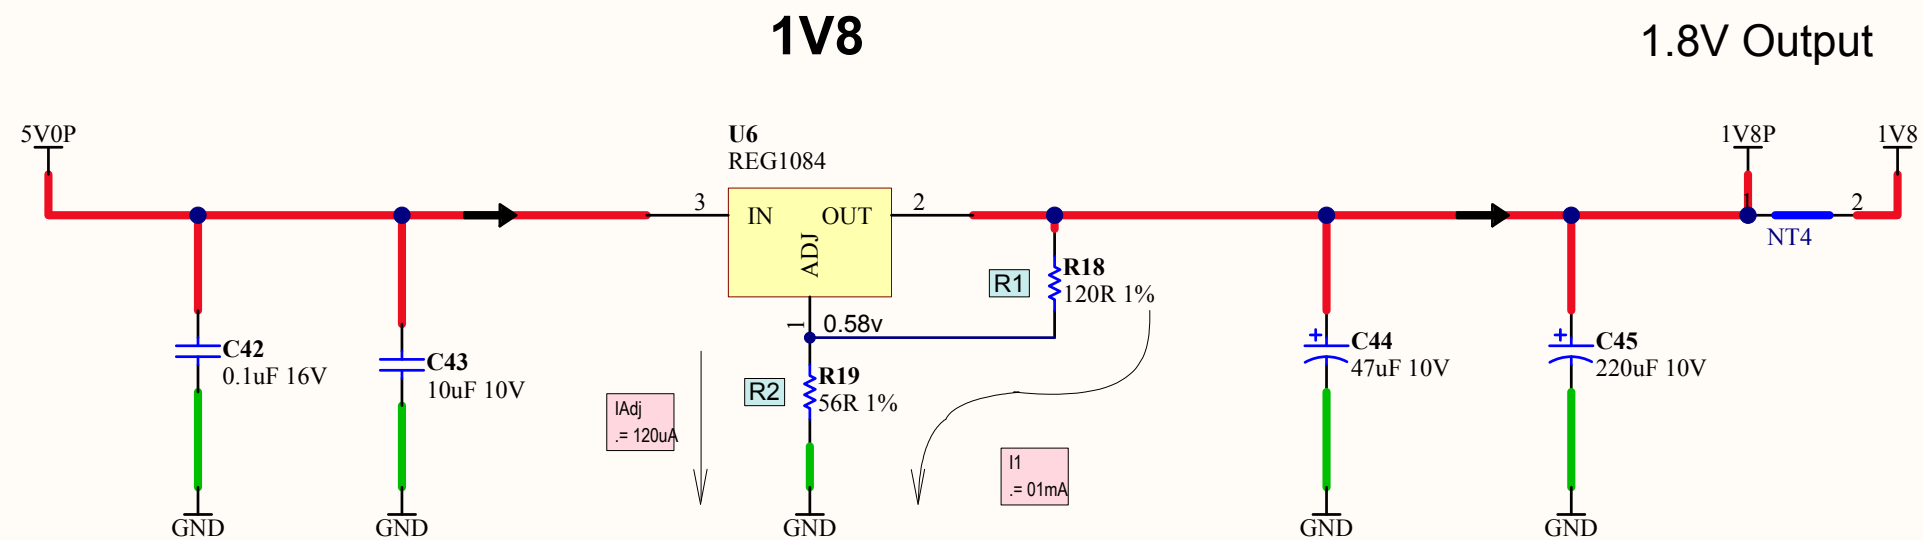 1V8
1.8V Output
5V0P
U6
REG1084
1V8P
1V8
3
IN
OUT
2
ADJ
1
2
NT4
R1
R18
120R 1%
1
0.58v
C42
0.1uF 16V
C43
10uF 10V
R2
R19
56R 1%
C44
47uF 10V
C45
220uF 10V
IAdj
.= 120uA
I1
.= 01mA
GND
GND
GND
GND
GND